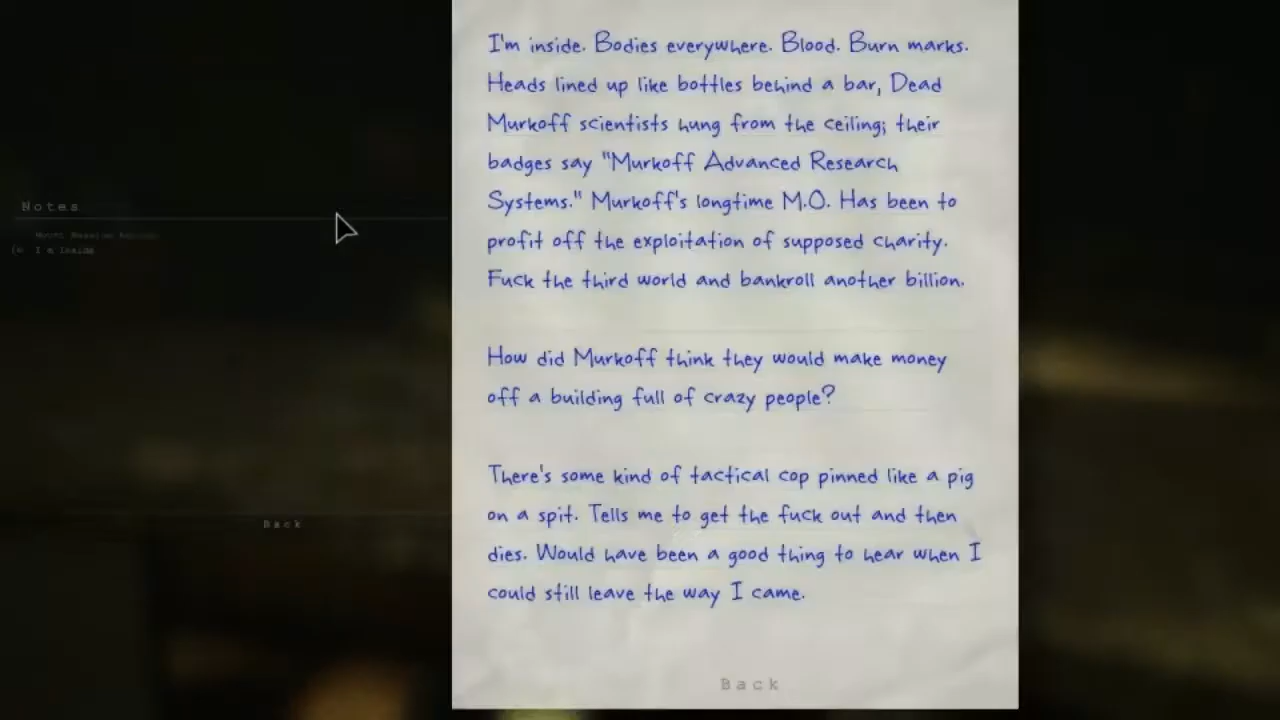 Notes
I'm Inside
Back
I'm inside. Bodies everywhere. Blood. Burn marks.
Heads lined up like bottles behind a bar, Dead
Murkoff scientists hung from the ceiling; their
badges say "Murkoff Advanced Research
Systems." Murkoff's longtime M.O. Has been to
profit off the exploitation of supposed charity.
Fuck the third world and bankroll another billion.
How did Murkoff think they would make money
off a building full of crazy people?
There's some kind of tactical cop pinned like a pig
on a spit. Tells me to get the fuck out and then
dies. Would have been a good thing to hear when I
could still leave the way I came.
Back